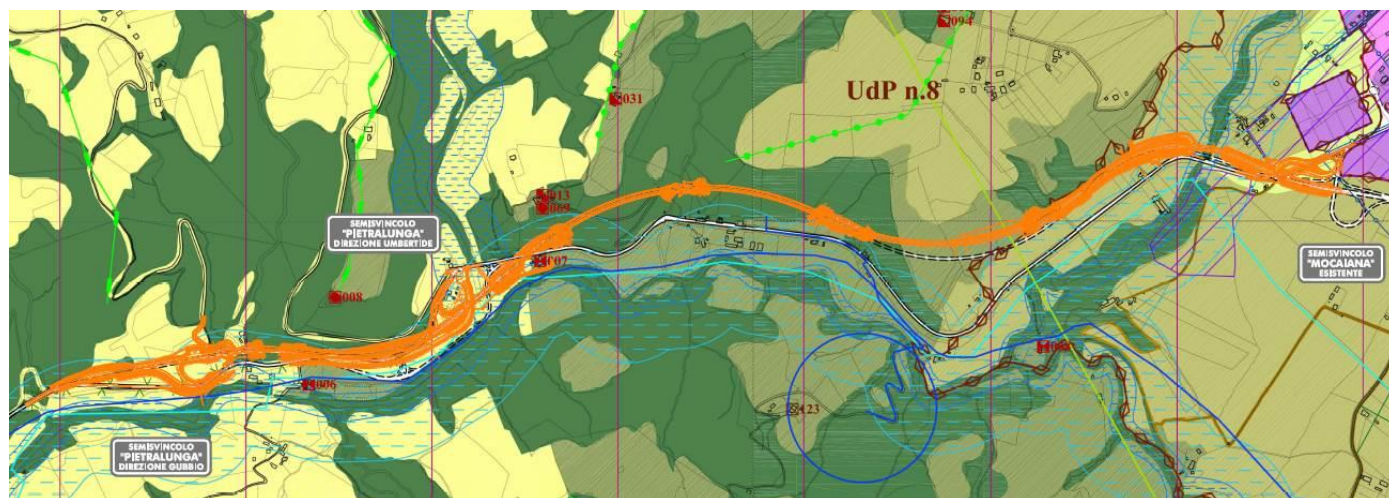 094
UdP n.8
031
013
069
SEMISVINCOLO
"PIETRALUNGA"
DIREZIONE UMBERTIDE
007
SEMISVINCOLO
"MOCAIANA"
ESISTENTE
008
006
123
SEMISVINCOLO
"PIETRALUNGA"
DIREZIONE GUBBIO